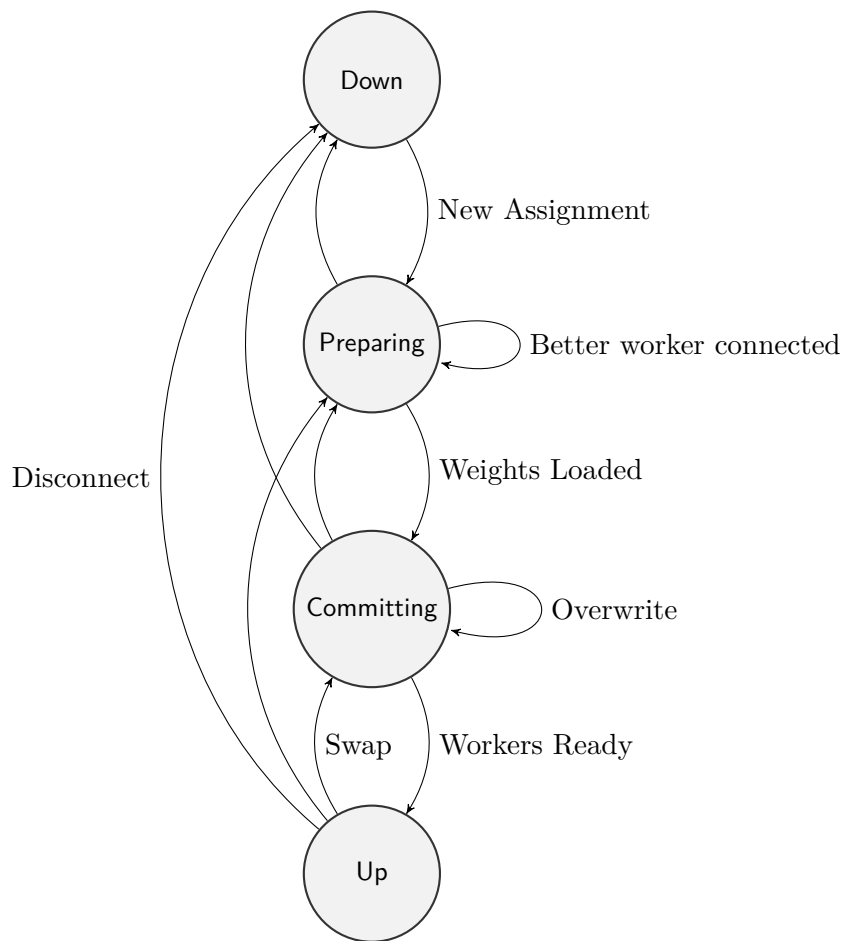 Down
New Assignment
Preparing
Better worker connected
Weights Loaded
Disconnect
Committing
Overwrite
Swap
Workers Ready
Up